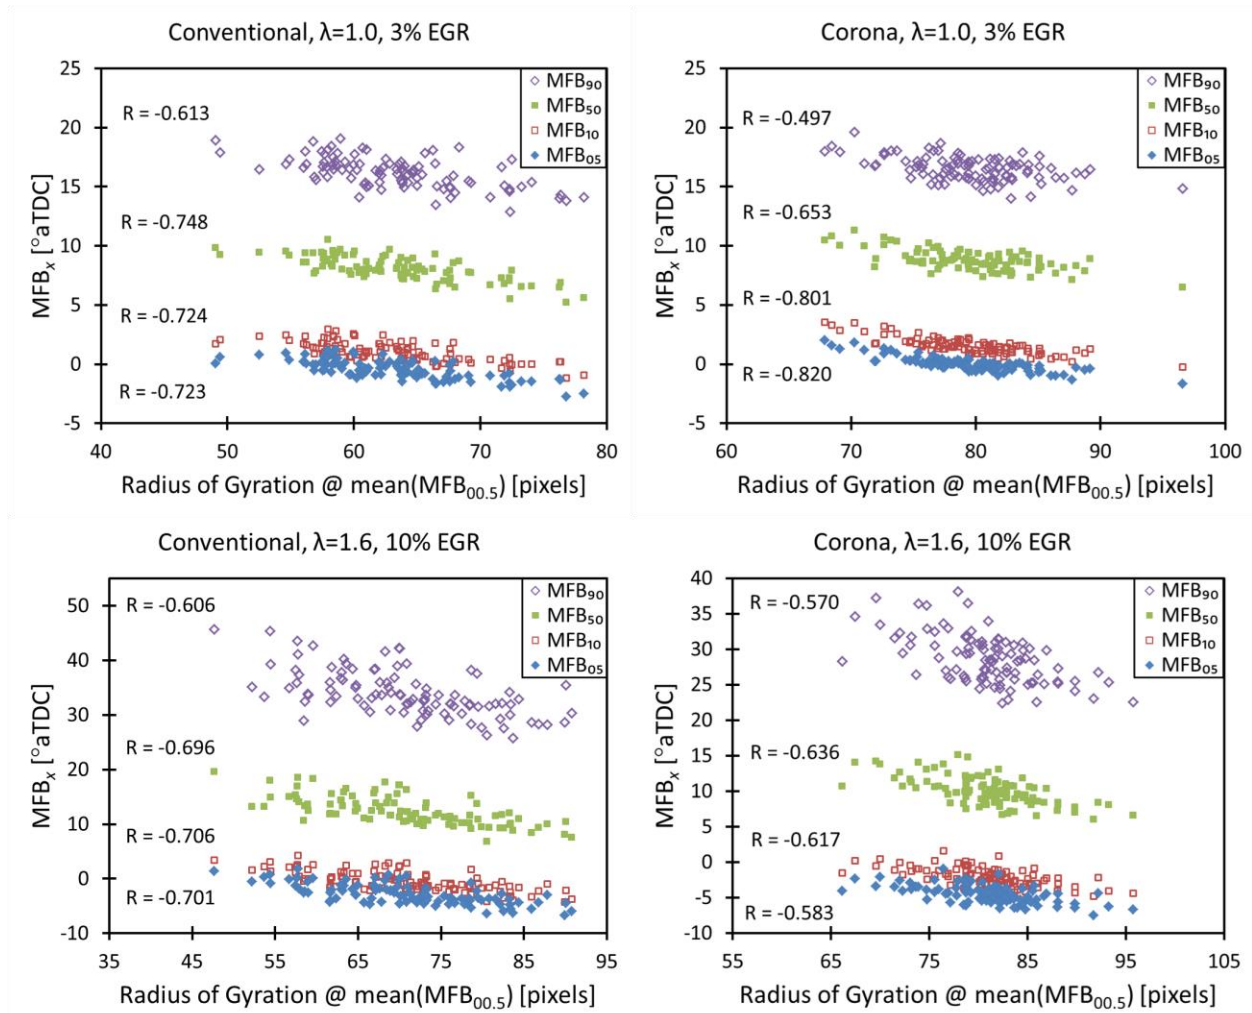 Conventional, λ=1.0, 3% EGR
25
20
15
10
5
0
-5
MFBₓ [°aTDC]
R = -0.613
R = -0.748
R = -0.724
R = -0.723
MFB₉₀
MFB₅₀
MFB₁₀
MFB₀₅
40 50 60 70 80
Radius of Gyration @ mean(MFB₀₀.₅) [pixels]
Corona, λ=1.0, 3% EGR
25
20
15
10
5
0
-5
MFBₓ [°aTDC]
R = -0.497
R = -0.653
R = -0.801
R = -0.820
MFB₉₀
MFB₅₀
MFB₁₀
MFB₀₅
60 70 80 90 100
Radius of Gyration @ mean(MFB₀₀.₅) [pixels]
Conventional, λ=1.6, 10% EGR
50
40
30
20
10
0
-10
MFBₓ [°aTDC]
R = -0.606
R = -0.696
R = -0.706
R = -0.701
MFB₉₀
MFB₅₀
MFB₁₀
MFB₀₅
35 45 55 65 75 85 95
Radius of Gyration @ mean(MFB₀₀.₅) [pixels]
Corona, λ=1.6, 10% EGR
40
35
30
25
20
15
10
5
0
-5
-10
MFBₓ [°aTDC]
R = -0.570
R = -0.636
R = -0.617
R = -0.583
MFB₉₀
MFB₅₀
MFB₁₀
MFB₀₅
55 65 75 85 95 105
Radius of Gyration @ mean(MFB₀₀.₅) [pixels]